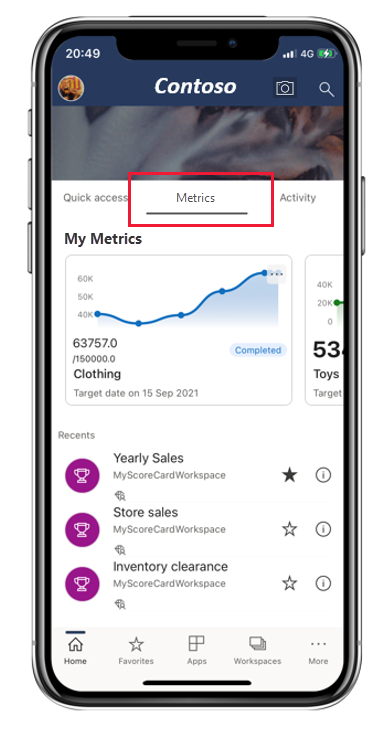 20:49
4G
Contoso
Quick access
Metrics
Activity
My Metrics
60K
50K
40K
63757.0
/150000.0
Completed
Clothing
Target date on 15 Sep 2021
40K
20K
0
Toys
Target
Recents
Yearly Sales
MyScoreCardWorkspace
Store sales
MyScoreCardWorkspace
Inventory clearance
MyScoreCardWorkspace
Home
Favorites
Apps
Workspaces
More